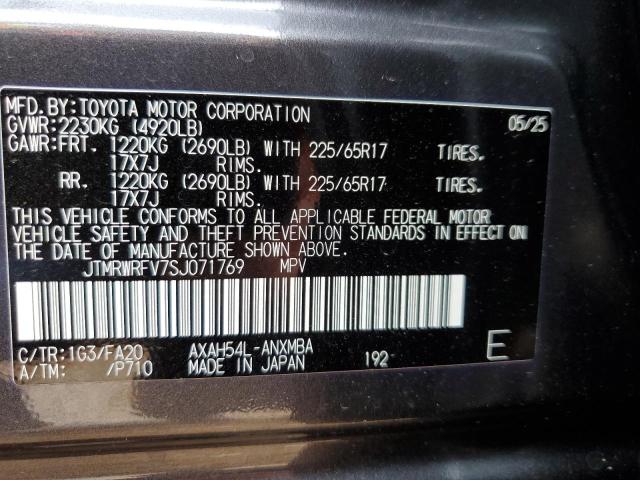 MFD. BY: TOYOTA MOTOR CORPORATION 05/25
GVWR: 2230KG (4920LB)
GAWR: FRT. 1220KG (2690LB) WITH 225/65R17 TIRES.
17X7J RIMS.
RR. 1220KG (2690LB) WITH 225/65R17 TIRES.
17X7J RIMS.
THIS VEHICLE CONFORMS TO ALL APPLICABLE FEDERAL MOTOR
VEHICLE SAFETY AND THEFT PREVENTION STANDARDS IN EFFECT ON
THE DATE OF MANUFACTURE SHOWN ABOVE.
JTMRWRFV7SJ071769 MPV
C/TR: 1G3/FA20 AXAH54L-ANXMBA
A/TM: /P710 MADE IN JAPAN 192 E